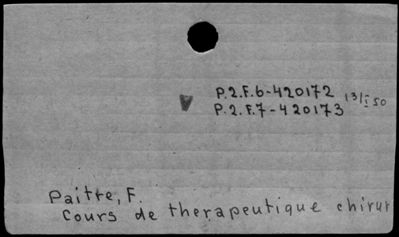 P.2.F.6-420172 13/I 50
P.2.F.7-420173
Paitre, F.
Cours de therapeutique chirur